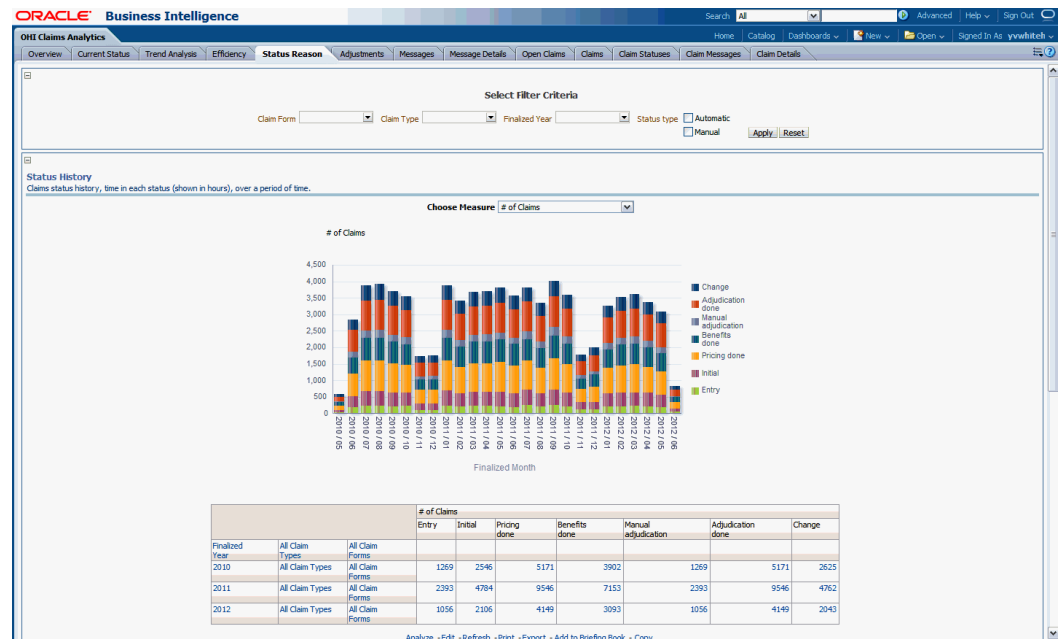 ORACLE Business Intelligence
Search All Advanced Help Sign Out
OHI Claims Analytics
Home Catalog Dashboards New Open Signed In As yvwhiteh
Overview Current Status Trend Analysis Efficiency Status Reason Adjustments Messages Message Details Open Claims Claims Claim Statuses Claim Messages Claim Details
Select Filter Criteria
Claim Form Claim Type Finalized Year Status type Automatic
Manual Apply Reset
Status History
Claims status history, time in each status (shown in hours), over a period of time.
Choose Measure # of Claims
# of Claims
4,500
4,000
3,500
3,000
2,500
2,000
1,500
1,000
500
0
Change
Adjudication
done
Manual
adjudication
Benefits
done
Pricing done
Initial
Entry
2010 / 05
2010 / 06
2010 / 07
2010 / 08
2010 / 09
2010 / 10
2010 / 11
2010 / 12
2011 / 01
2011 / 02
2011 / 03
2011 / 04
2011 / 05
2011 / 06
2011 / 07
2011 / 08
2011 / 09
2011 / 10
2011 / 11
2011 / 12
2012 / 01
2012 / 02
2012 / 03
2012 / 04
2012 / 05
2012 / 06
Finalized Month
# of Claims
Entry Initial Pricing done Benefits done Manual adjudication Adjudication done Change
Finalized Year All Claim Types All Claim Forms
2010 All Claim Types All Claim Forms 1269 2546 5171 3902 1269 5171 2625
2011 All Claim Types All Claim Forms 2393 4784 9546 7153 2393 9546 4762
2012 All Claim Types All Claim Forms 1056 2106 4149 3093 1056 4149 2043
Analyze - Edit - Refresh - Print - Export - Add to Briefing Book - Copy